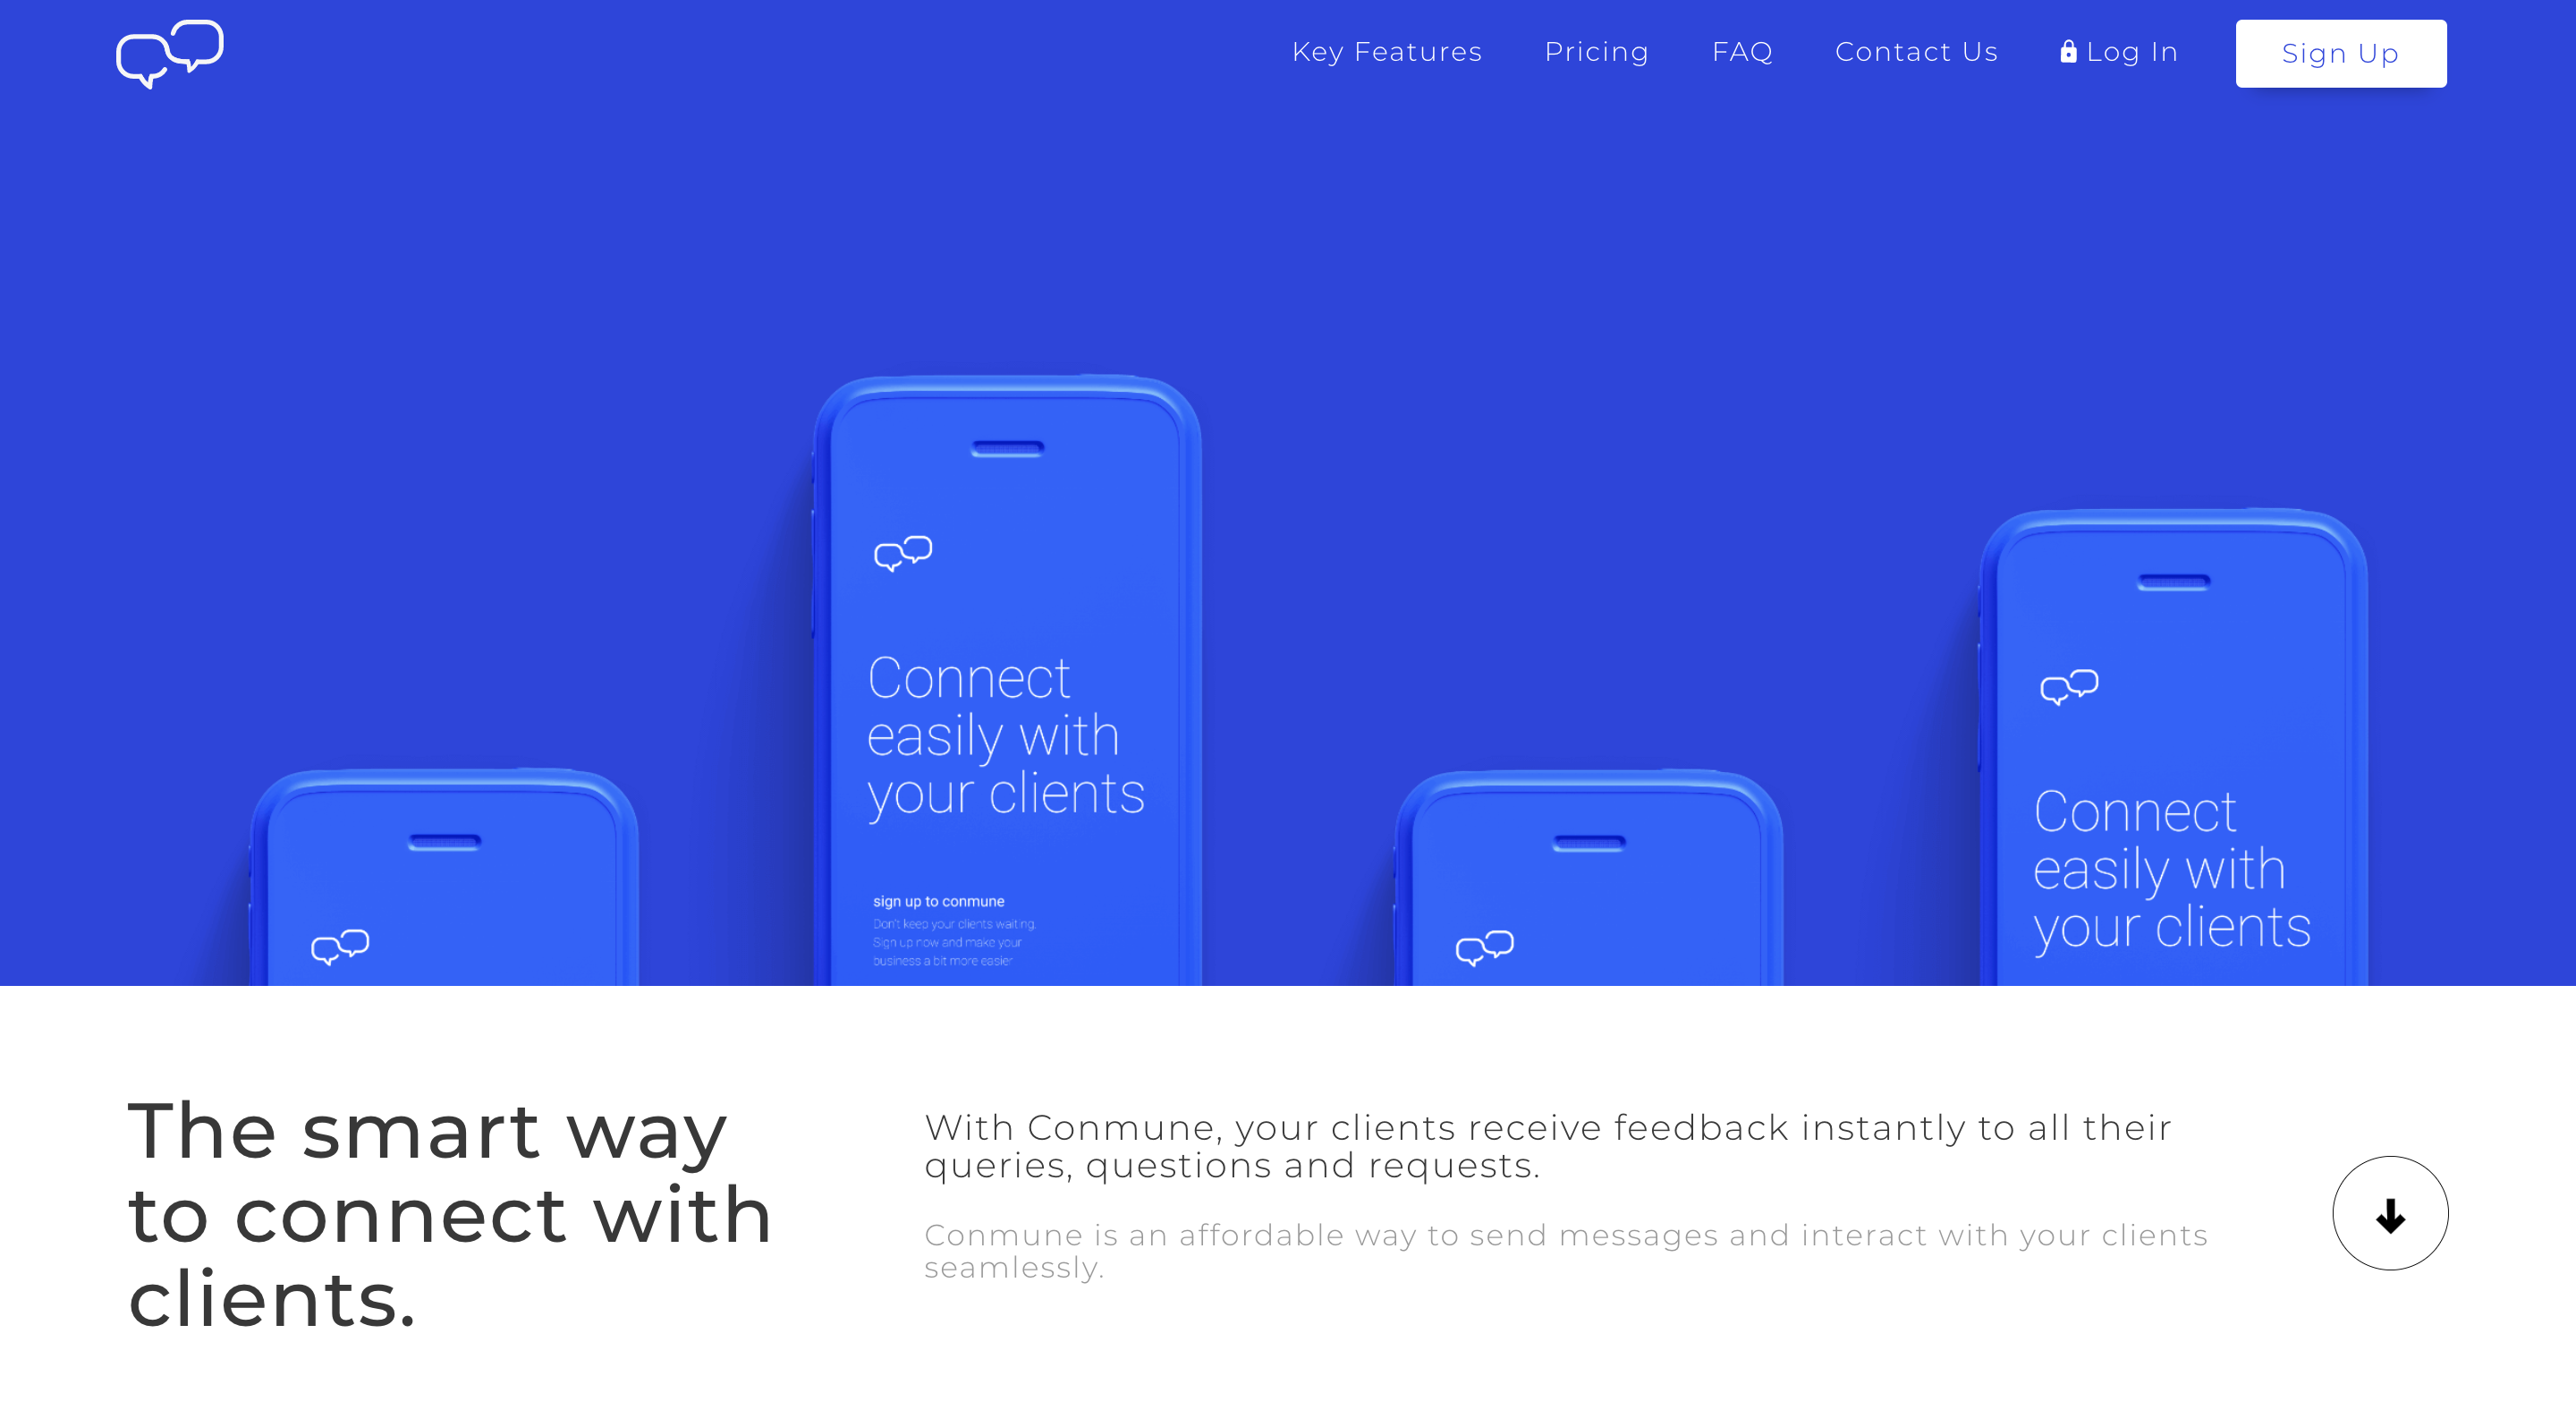 Key Features Pricing FAQ Contact Us Log In Sign Up
Connect
easily with
your clients
sign up to conmune
Don't keep your clients waiting.
Sign up now and make your
business a bit more easier
Connect
easily with
your clients
The smart way
to connect with
clients.
With Conmune, your clients receive feedback instantly to all their
queries, questions and requests.
Conmune is an affordable way to send messages and interact with your clients
seamlessly.